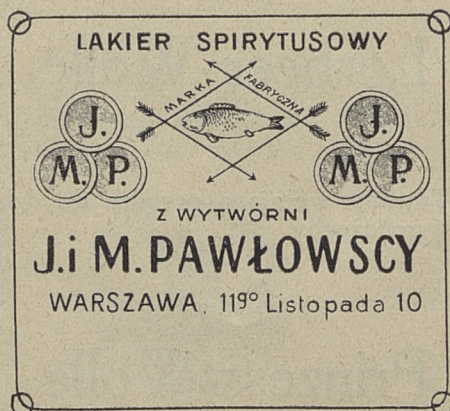 LAKIER SPIRYTUSOWY
MARKA FABRYCZNA
J.
M. P.
J.
M. P.
Z WYTWÓRNI
J. i M. PAWŁOWSCY
WARSZAWA, 11go Listopada 10